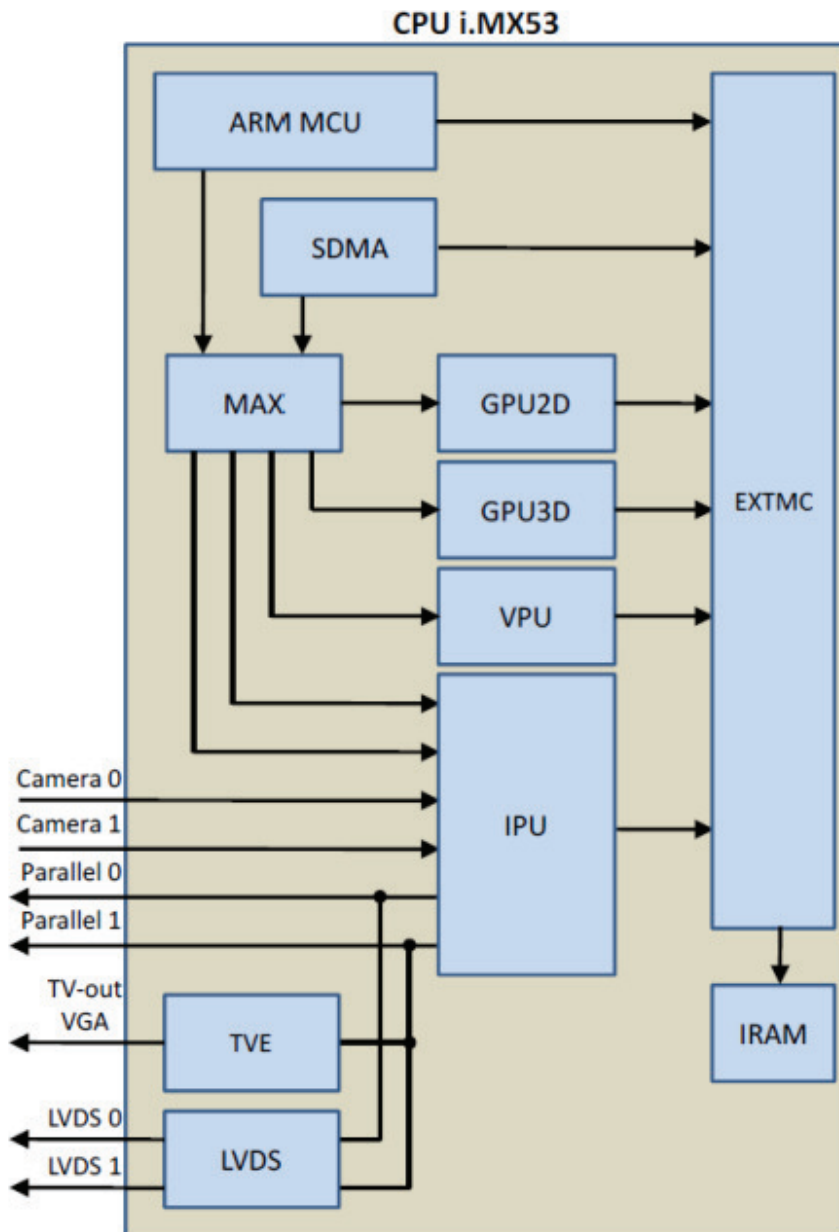 CPU i.MX53
ARM MCU
SDMA
MAX
GPU2D
GPU3D
EXTMC
VPU
IPU
Camera 0
Camera 1
Parallel 0
Parallel 1
TV-out
VGA
TVE
IRAM
LVDS 0
LVDS
LVDS 1